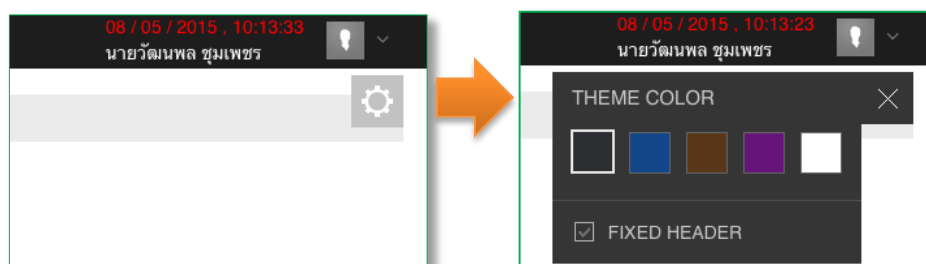 08 / 05 / 2015 , 10:13:33
นายวัฒนพล ชุมเพชร
08 / 05 / 2015 , 10:13:23
นายวัฒนพล ชุมเพชร
THEME COLOR
FIXED HEADER